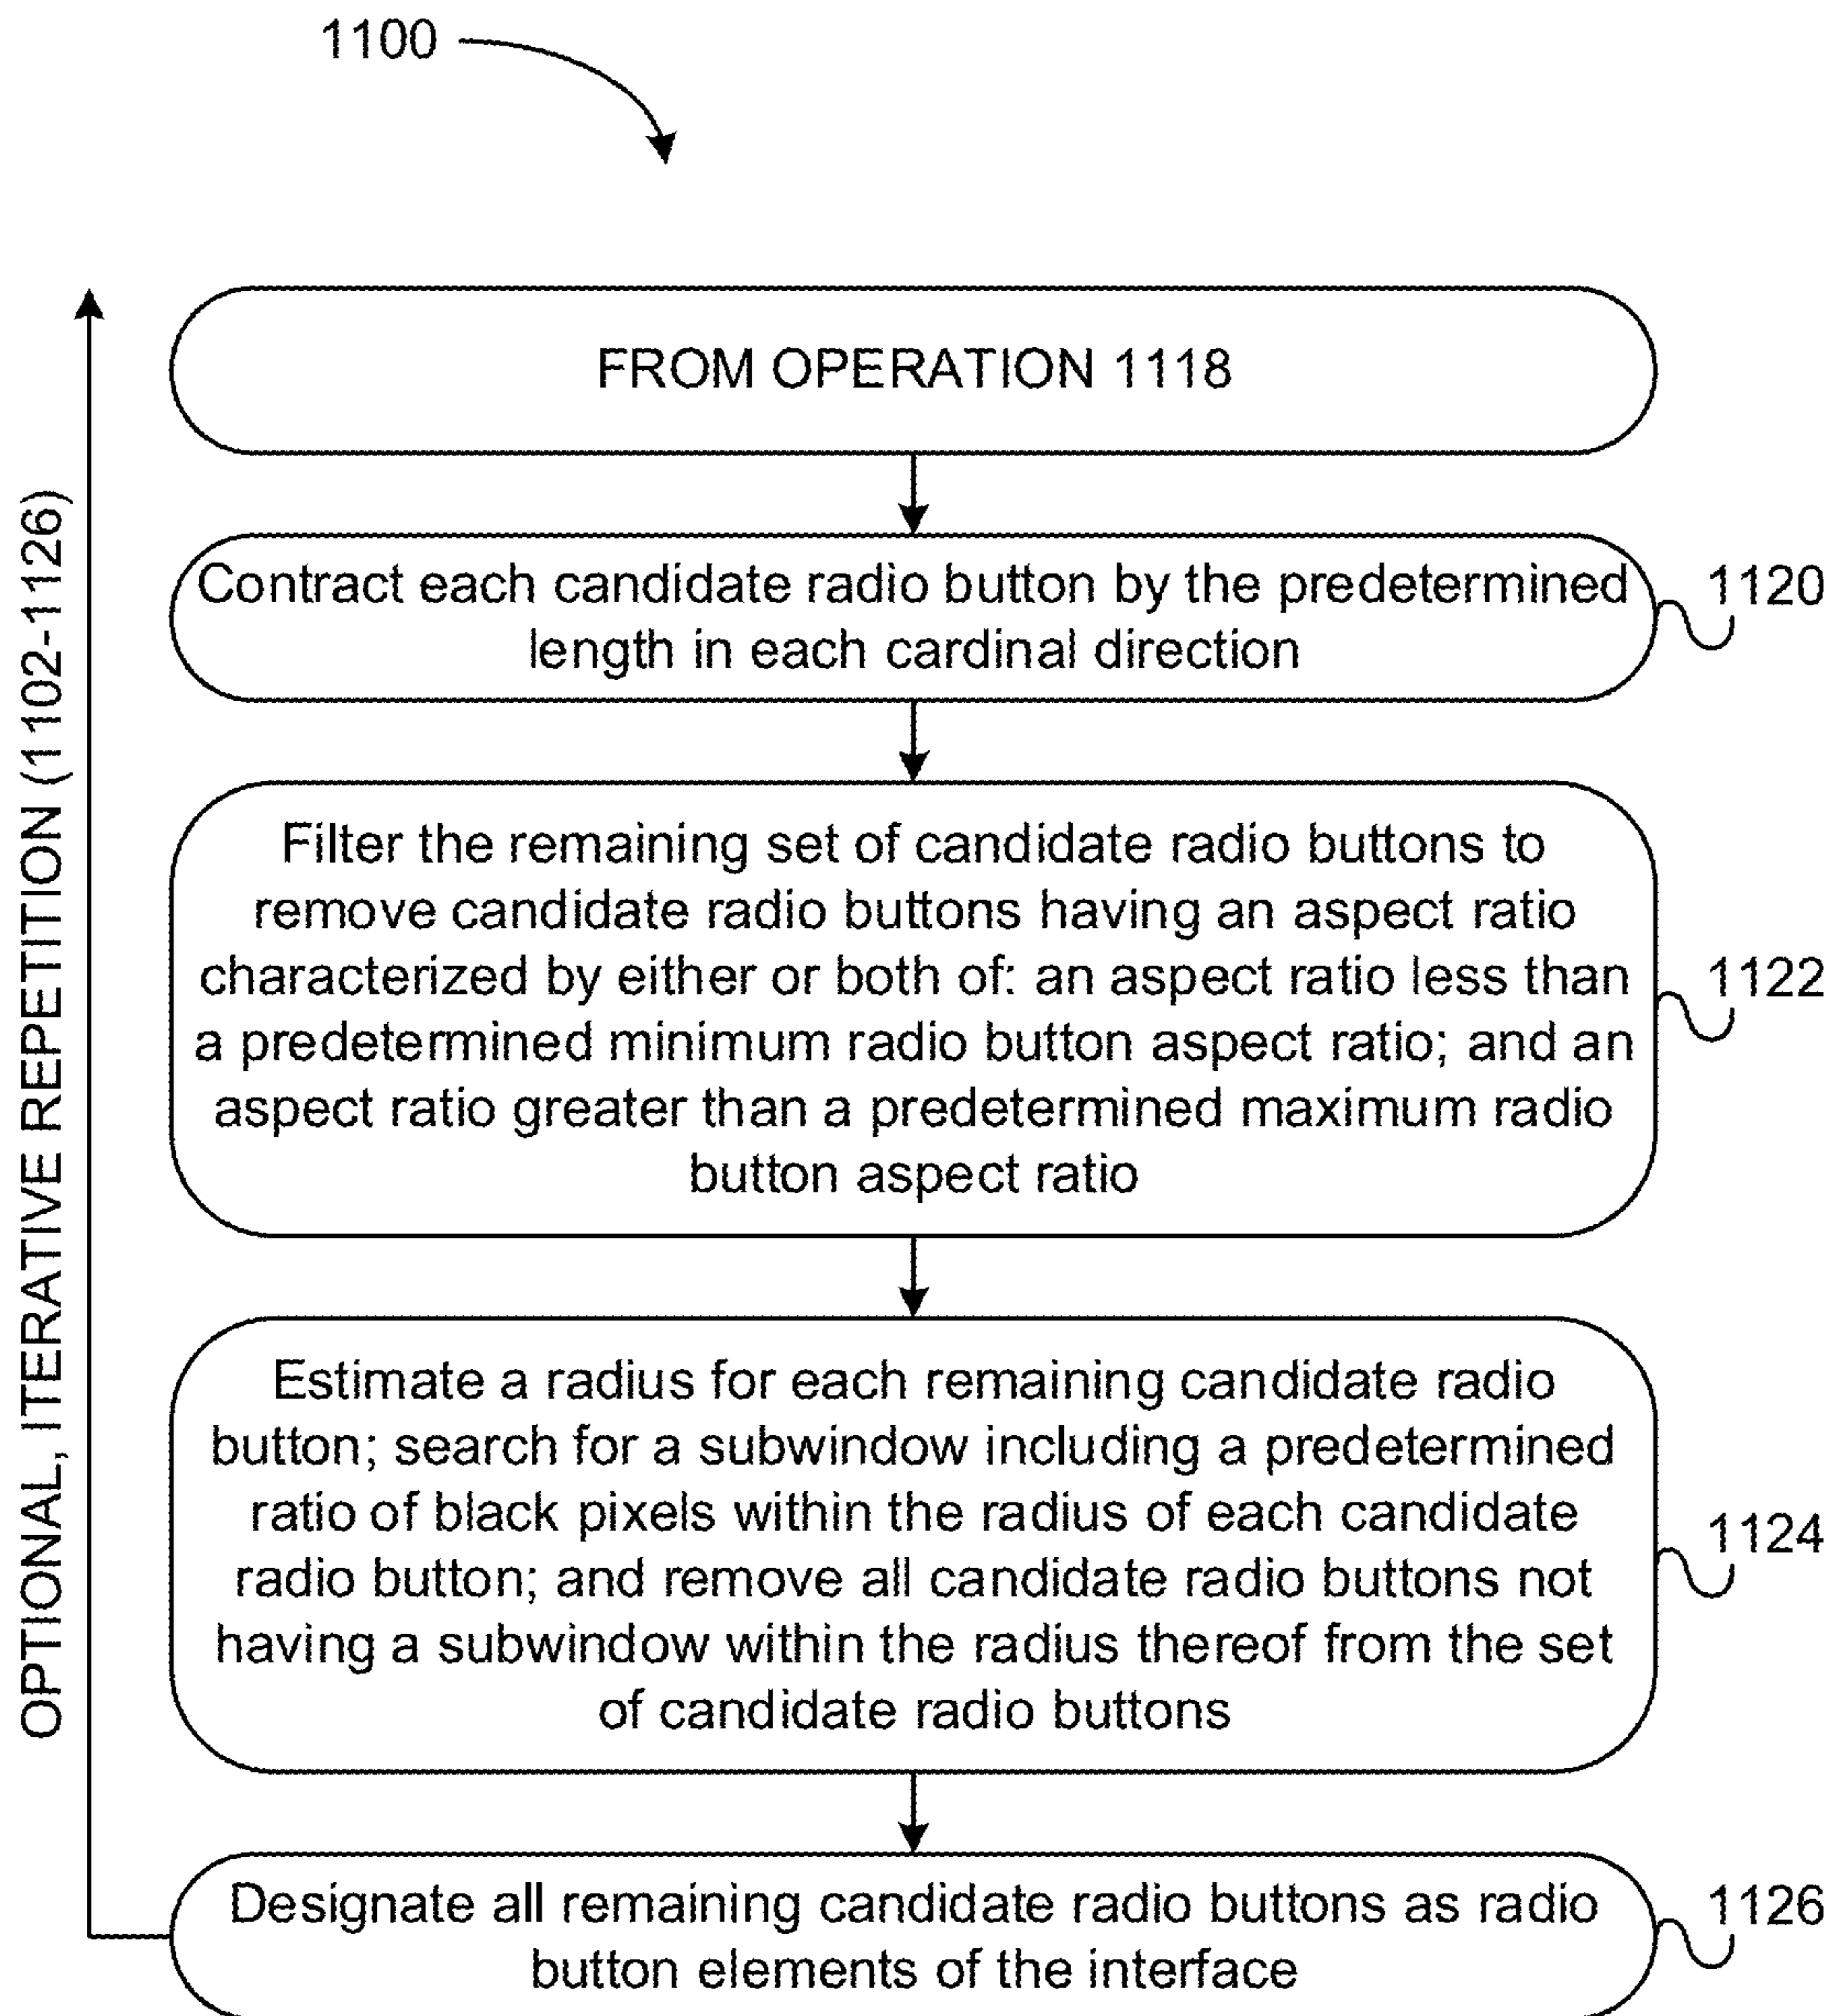 1100
FROM OPERATION 1118
Contract each candidate radio button by the predetermined
length in each cardinal direction
1120
Filter the remaining set of candidate radio buttons to
remove candidate radio buttons having an aspect ratio
characterized by either or both of: an aspect ratio less than
a predetermined minimum radio button aspect ratio; and an
aspect ratio greater than a predetermined maximum radio
button aspect ratio
1122
Estimate a radius for each remaining candidate radio
button; search for a subwindow including a predetermined
ratio of black pixels within the radius of each candidate
radio button; and remove all candidate radio buttons not
having a subwindow within the radius thereof from the set
of candidate radio buttons
1124
Designate all remaining candidate radio buttons as radio
button elements of the interface
1126
OPTIONAL, ITERATIVE REPETITION (1102-1126)